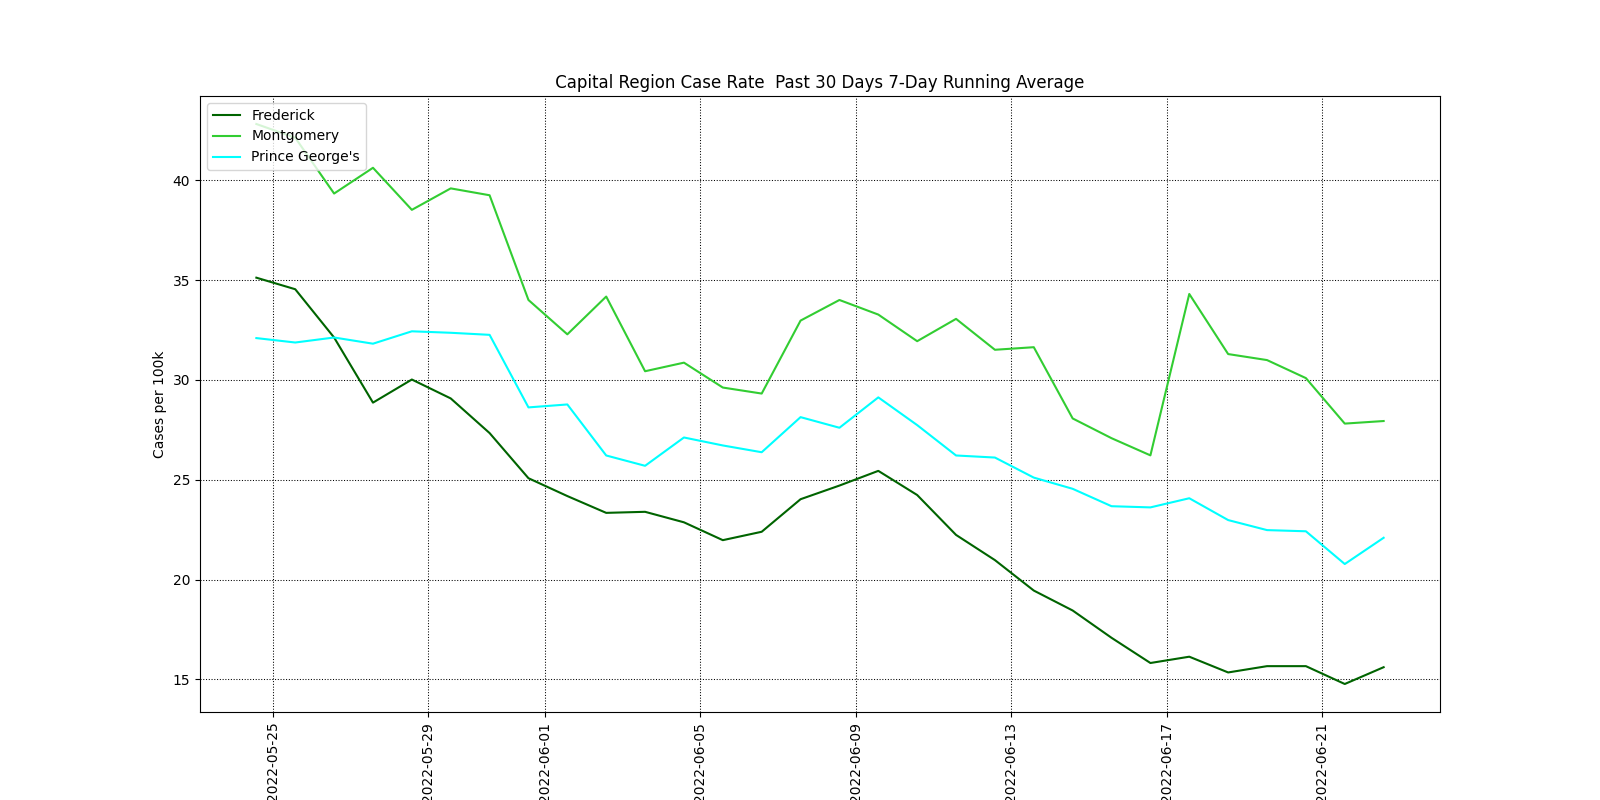 Capital Region Case Rate  Past 30 Days 7-Day Running Average
Frederick
Montgomery
Prince George's
40
35
30
25
20
15
Cases per 100k
2022-05-25
2022-05-29
2022-06-01
2022-06-05
2022-06-09
2022-06-13
2022-06-17
2022-06-21